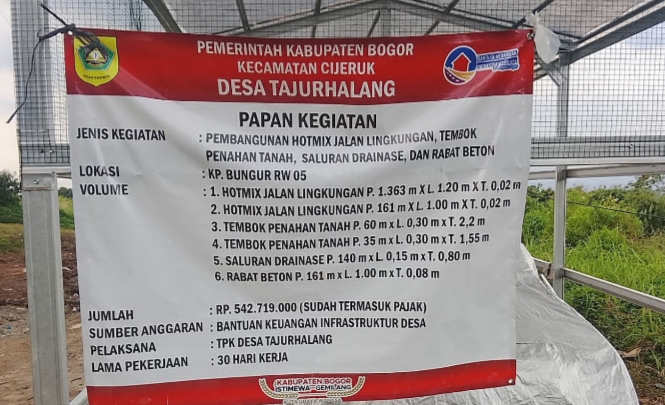 PEMERINTAH KABUPATEN BOGOR
KECAMATAN CIJERUK
DESA TAJURHALANG
PAPAN KEGIATAN
JENIS KEGIATAN : PEMBANGUNAN HOTMIX JALAN LINGKUNGAN, TEMBOK
PENAHAN TANAH, SALURAN DRAINASE, DAN RABAT BETON
LOKASI : KP. BUNGUR RW 05
VOLUME : 1. HOTMIX JALAN LINGKUNGAN P. 1.363 m X L. 1.20 m X T. 0,02 m
2. HOTMIX JALAN LINGKUNGAN P. 161 m X L. 1.00 m X T. 0,02 m
3. TEMBOK PENAHAN TANAH P. 60 m x L. 0,30 m x T. 2,2 m
4. TEMBOK PENAHAN TANAH P. 35 m x L. 0,30 m x T. 1,55 m
5. SALURAN DRAINASE P. 140 m x L. 0,15 m x T. 0,80 m
6. RABAT BETON P. 161 m x L. 1.00 m x T. 0,08 m
JUMLAH : RP. 542.719.000 (SUDAH TERMASUK PAJAK)
SUMBER ANGGARAN : BANTUAN KEUANGAN INFRASTRUKTUR DESA
PELAKSANA : TPK DESA TAJURHALANG
LAMA PEKERJAAN : 30 HARI KERJA
KABUPATEN BOGOR
ISTIMEWA GEMILANG